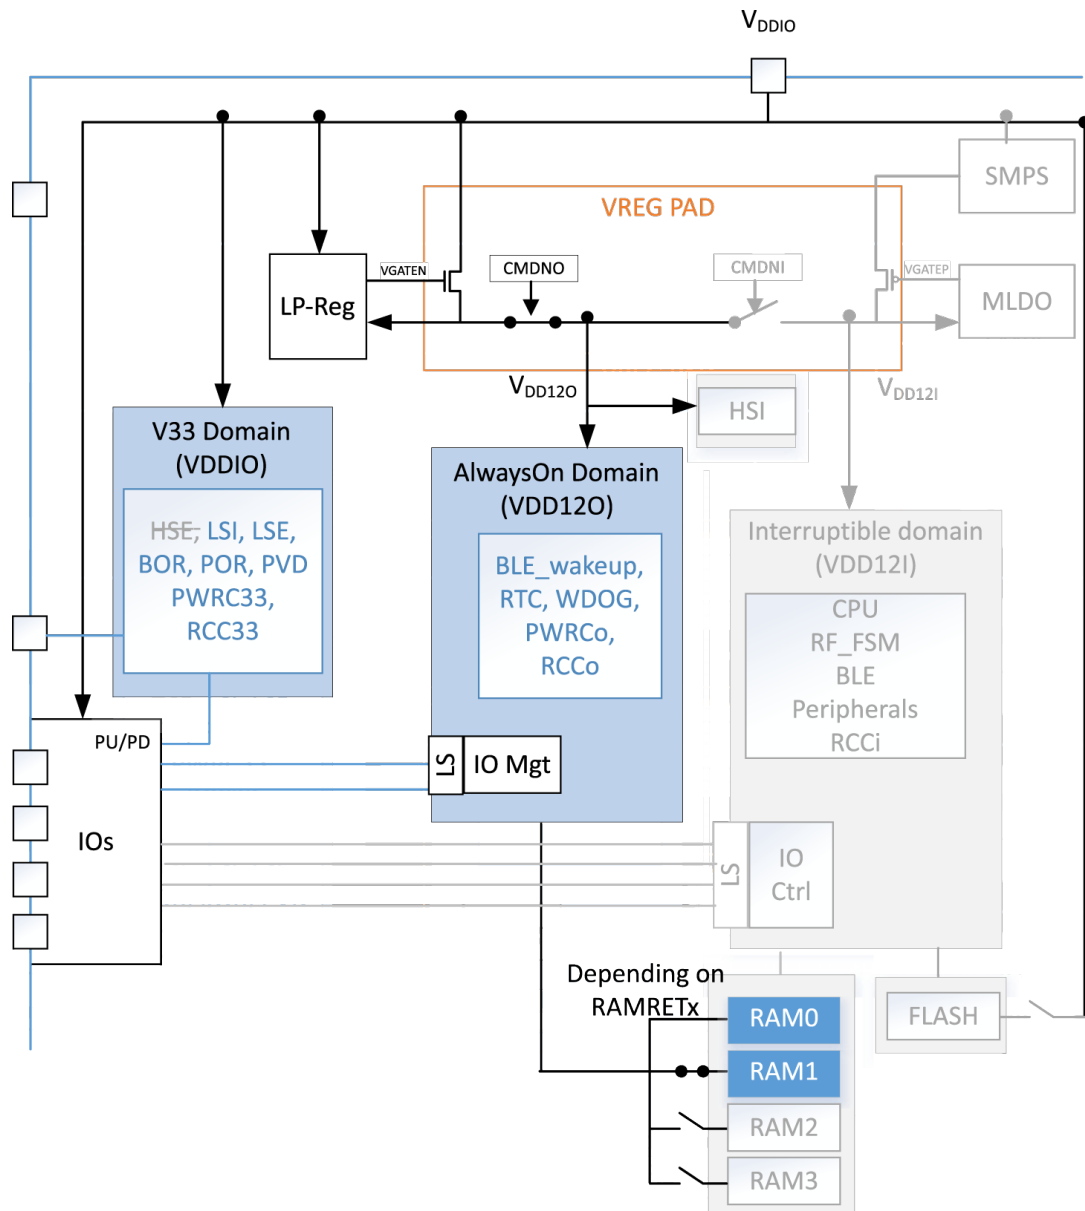 VDDIO
SMPS
VREG PAD
VGATEN
CMDNO
CMDNI
VGATEP
LP-Reg
MLDO
VDD12O
VDD12I
HSI
V33 Domain
(VDDIO)
HSE, LSI, LSE,
BOR, POR, PVD
PWRC33,
RCC33
AlwaysOn Domain
(VDD12O)
BLE_wakeup,
RTC, WDOG,
PWRCo,
RCCo
Interruptible domain
(VDD12I)
CPU
RF_FSM
BLE
Peripherals
RCCi
PU/PD
IOs
LS
IO Mgt
LS
IO
Ctrl
Depending on
RAMRETx
RAM0
RAM1
RAM2
RAM3
FLASH